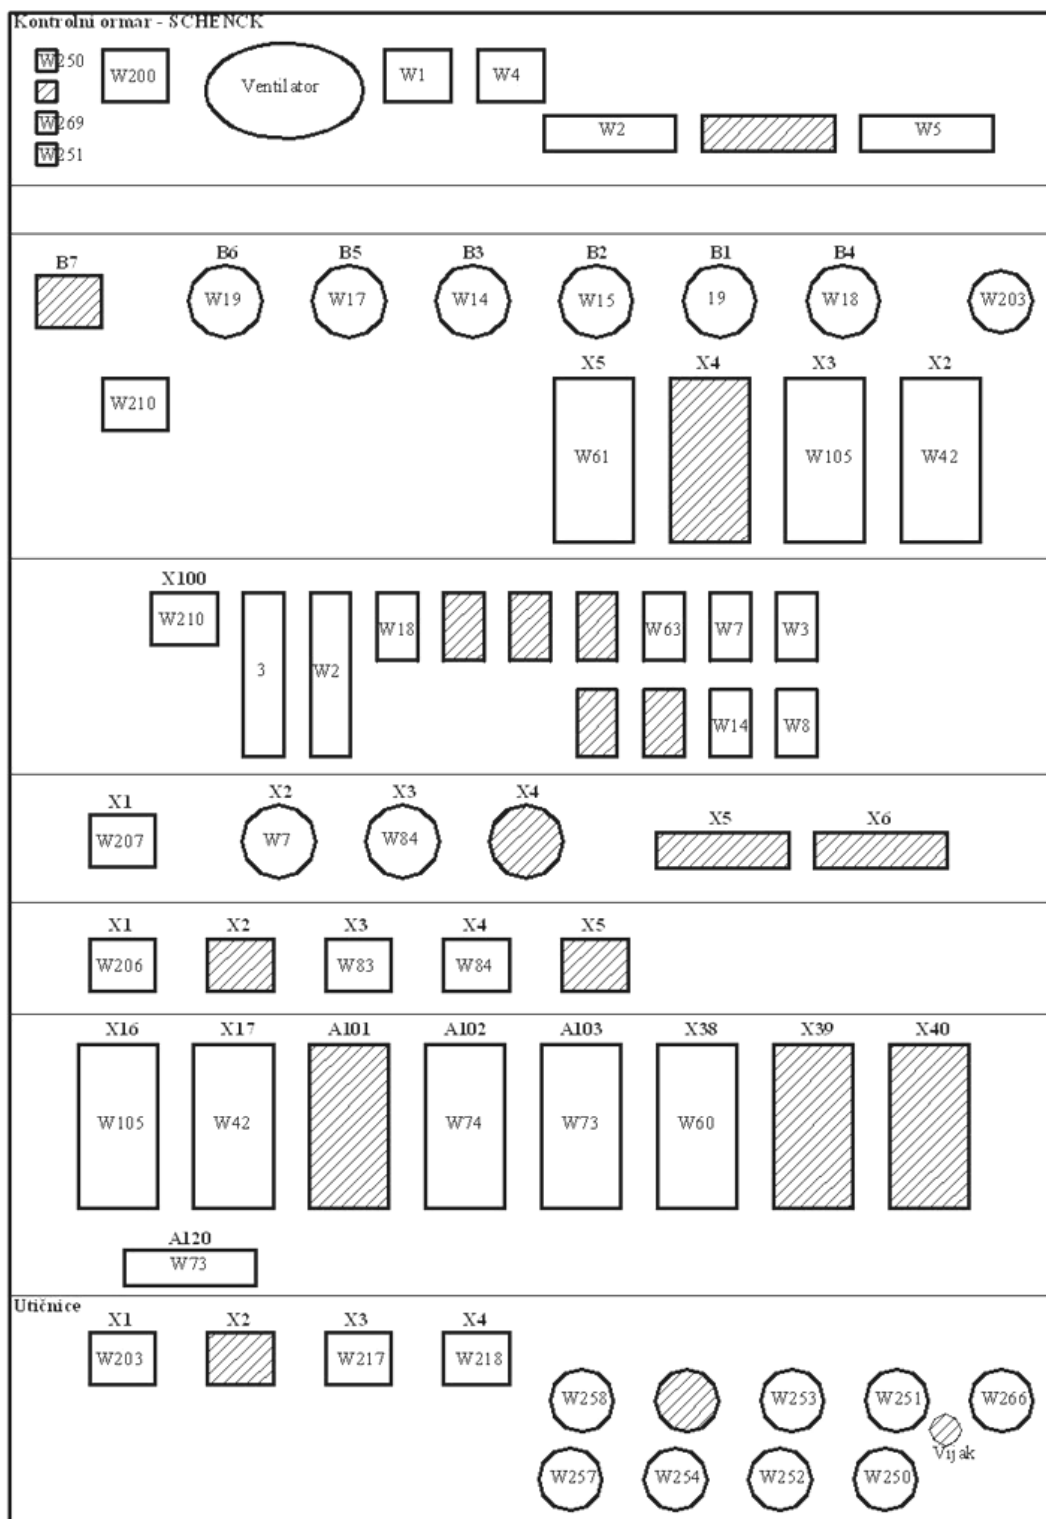 Kontrolni ormar - SCHENCK
W250
W200
Ventilator
W1
W4
W269
W251
W2
W5
B7
B6
B5
B3
B2
B1
B4
W19
W17
W14
W15
19
W18
W203
X5
X4
X3
X2
W210
W61
W105
W42
X100
W210
3
W2
W18
W63
W7
W3
W14
W8
X1
X2
X3
X4
X5
X6
W207
W7
W84
X1
X2
X3
X4
X5
W206
W83
W84
X16
X17
A101
A102
A103
X38
X39
X40
W105
W42
W74
W73
W60
A120
W73
Utičnice
X1
X2
X3
X4
W203
W217
W218
W258
W253
W251
W266
Vijak
W257
W254
W252
W250